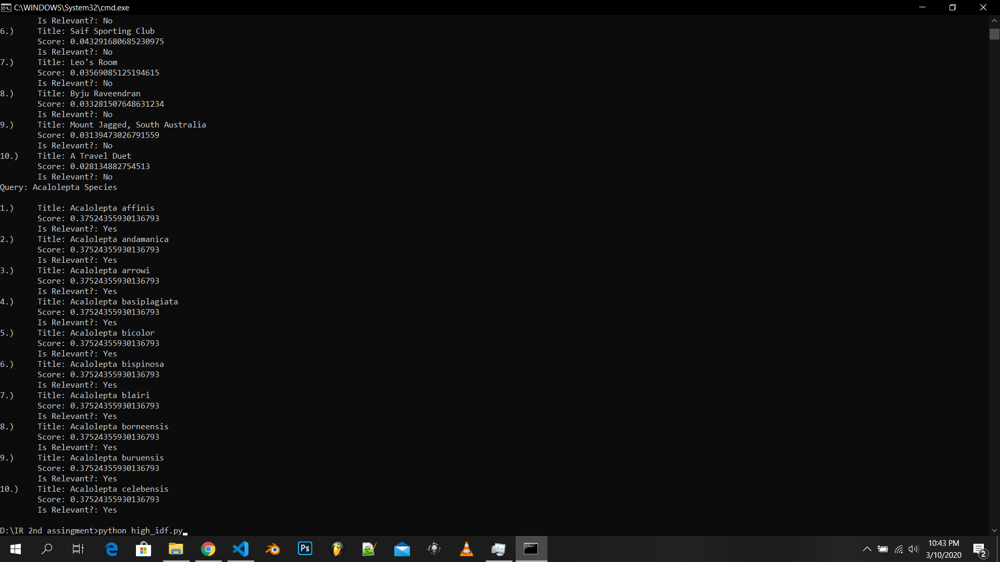 C:\WINDOWS\System32\cmd.exe
Is Relevant?: No
6.) Title: Saif Sporting Club
Score: 0.043291680685230975
Is Relevant?: No
7.) Title: Leo's Room
Score: 0.03569085125194615
Is Relevant?: No
8.) Title: Byju Raveendran
Score: 0.033281507648631234
Is Relevant?: No
9.) Title: Mount Jagged, South Australia
Score: 0.03139473026791559
Is Relevant?: No
10.) Title: A Travel Duet
Score: 0.028134882754513
Is Relevant?: No
Query: Acalolepta Species
1.) Title: Acalolepta affinis
Score: 0.37524355930136793
Is Relevant?: Yes
2.) Title: Acalolepta andamanica
Score: 0.37524355930136793
Is Relevant?: Yes
3.) Title: Acalolepta arrowi
Score: 0.37524355930136793
Is Relevant?: Yes
4.) Title: Acalolepta basiplagiata
Score: 0.37524355930136793
Is Relevant?: Yes
5.) Title: Acalolepta bicolor
Score: 0.37524355930136793
Is Relevant?: Yes
6.) Title: Acalolepta bispinosa
Score: 0.37524355930136793
Is Relevant?: Yes
7.) Title: Acalolepta blairi
Score: 0.37524355930136793
Is Relevant?: Yes
8.) Title: Acalolepta borneensis
Score: 0.37524355930136793
Is Relevant?: Yes
9.) Title: Acalolepta buruensis
Score: 0.37524355930136793
Is Relevant?: Yes
10.) Title: Acalolepta celebensis
Score: 0.37524355930136793
Is Relevant?: Yes
D:\IR 2nd assingment>python high_idf.py
Ps
10:43 PM
3/10/2020
2